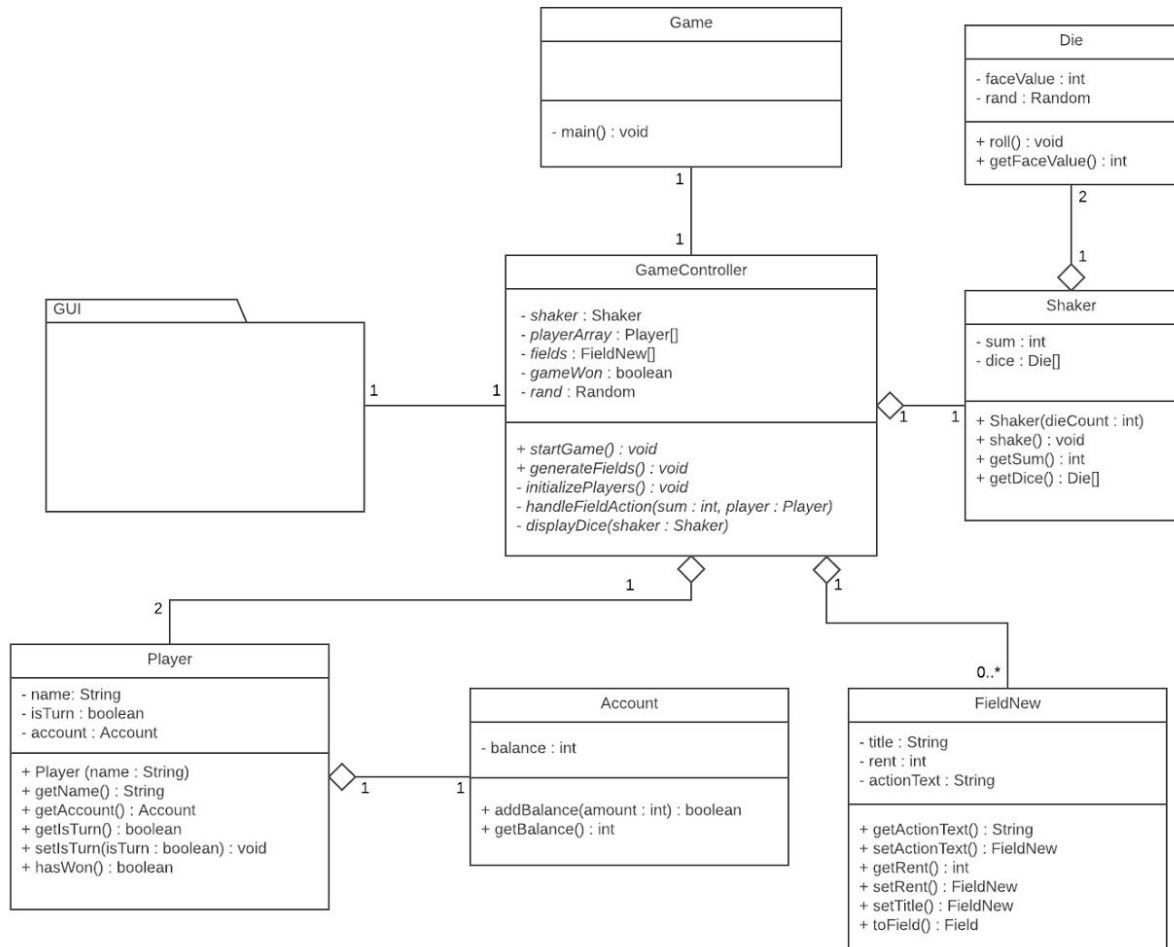 Game
- main() : void
1
1
Die
- faceValue : int
- rand : Random
+ roll() : void
+ getFaceValue() : int
2
1
GUI
1
1
GameController
- shaker : Shaker
- playerArray : Player[]
- fields : FieldNew[]
- gameWon : boolean
- rand : Random
+ startGame() : void
+ generateFields() : void
- initializePlayers() : void
- handleFieldAction(sum : int, player : Player)
- displayDice(shaker : Shaker)
1
1
Shaker
- sum : int
- dice : Die[]
+ Shaker(dieCount : int)
+ shake() : void
+ getSum() : int
+ getDice() : Die[]
1
2
1
0..*
Player
- name: String
- isTurn : boolean
- account : Account
+ Player (name : String)
+ getName() : String
+ getAccount() : Account
+ getIsTurn() : boolean
+ setIsTurn(isTurn : boolean) : void
+ hasWon() : boolean
1
1
Account
- balance : int
+ addBalance(amount : int) : boolean
+ getBalance() : int
FieldNew
- title : String
- rent : int
- actionText : String
+ getActionText() : String
+ setActionText() : FieldNew
+ getRent() : int
+ setRent() : FieldNew
+ setTitle() : FieldNew
+ toField() : Field